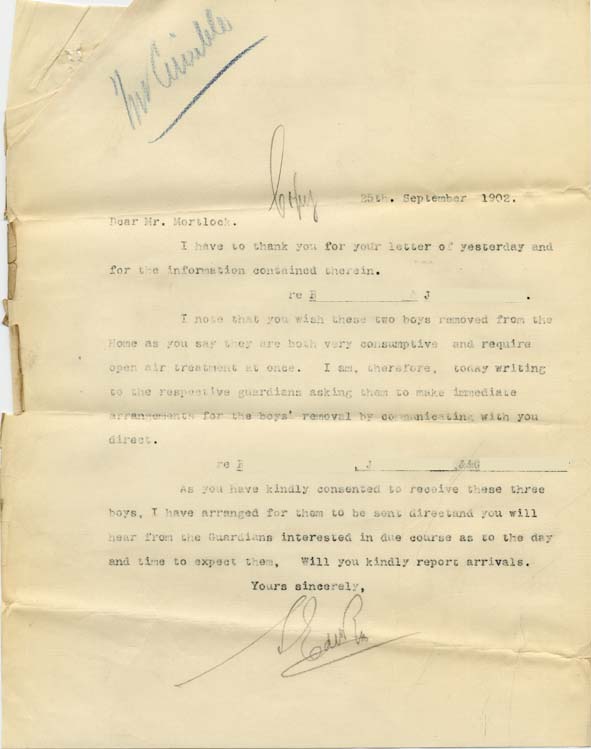 Copy
25th. September 1902.
Dear Mr. Mortlock.
I have to thank you for your letter of yesterday and
for the information contained therein.
re B & J .
I note that you wish these two boys removed from the
Home as you say they are both very consumptive and require
open air treatment at once. I am, therefore, today writing
to the respective guardians asking them to make immediate
arrangements for the boys' removal by communicating with you
direct.
re B , J ,&G
As you have kindly consented to receive these three
boys, I have arranged for them to be sent directand you will
hear from the Guardians interested in due course as to the day
and time to expect them, Will you kindly report arrivals.
Yours sincerely,